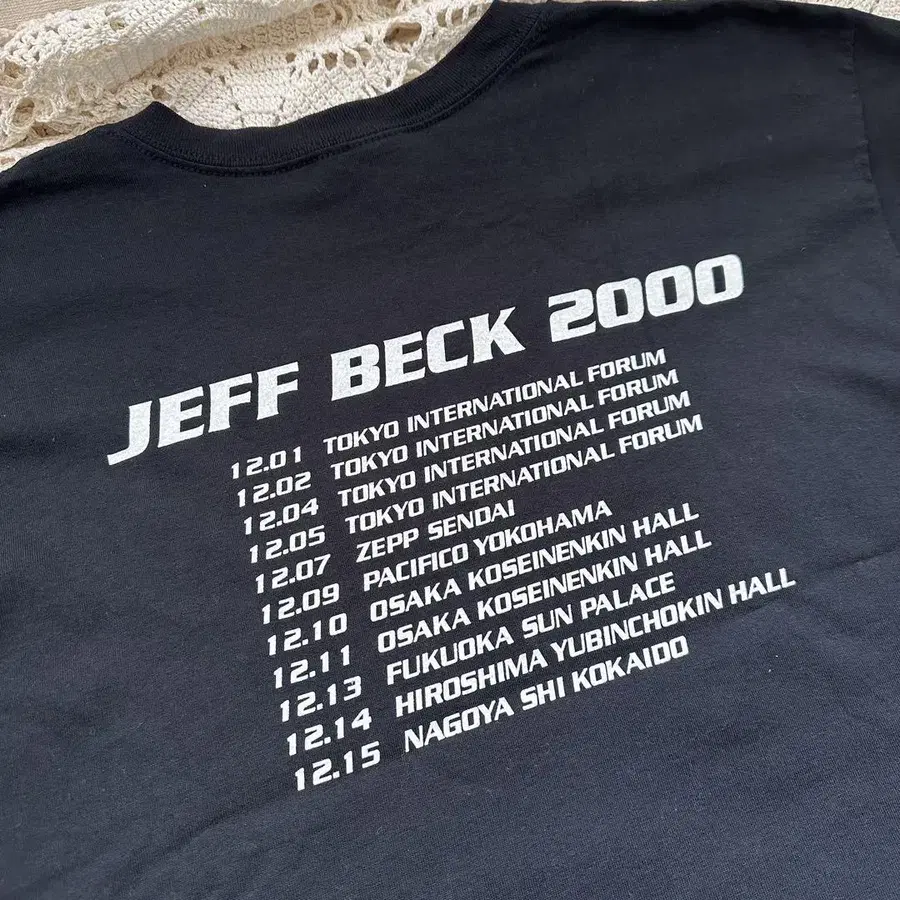 JEFF BECK 2000
12.01 TOKYO INTERNATIONAL FORUM
12.02 TOKYO INTERNATIONAL FORUM
12.04 TOKYO INTERNATIONAL FORUM
12.05 TOKYO INTERNATIONAL FORUM
12.07 ZEPP SENDAI
12.09 PACIFICO YOKOHAMA
12.10 OSAKA KOSEINENKIN HALL
12.11 OSAKA KOSEINENKIN HALL
12.13 FUKUOKA SUN PALACE
12.14 HIROSHIMA YUBINCHOKIN HALL
12.15 NAGOYA SHI KOKAIDO